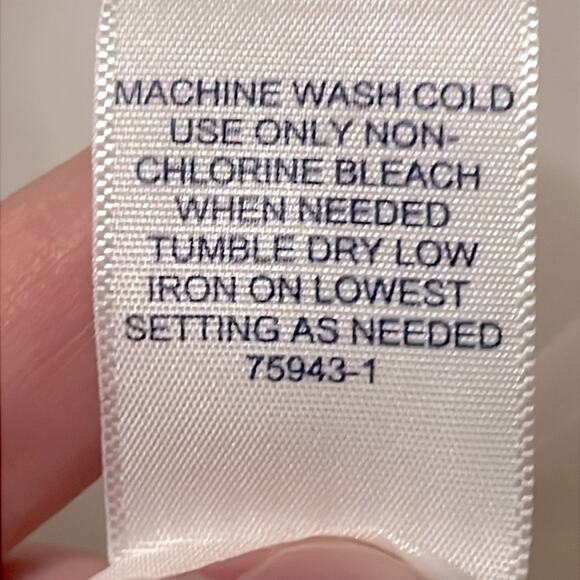 MACHINE WASH COLD
USE ONLY NON-
CHLORINE BLEACH
WHEN NEEDED
TUMBLE DRY LOW
IRON ON LOWEST
SETTING AS NEEDED
75943-1